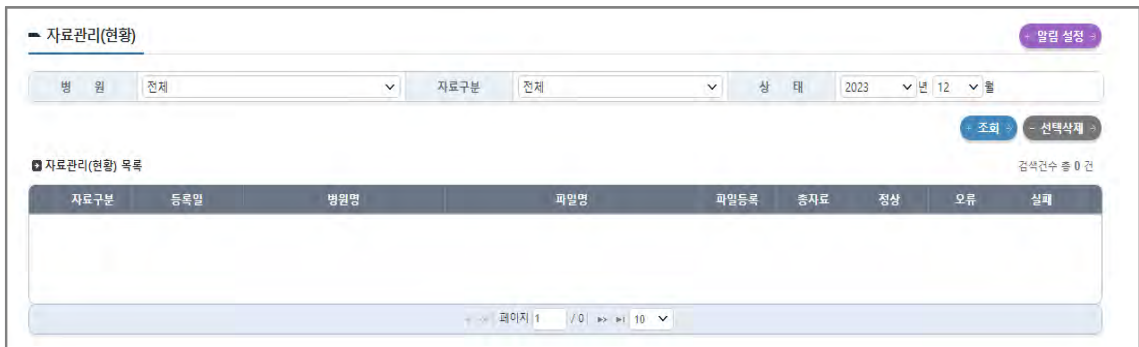 자료관리(현황)
알림 설정
병 원 전체 자료구분 전체 상 태 2023 년 12 월
조회 선택삭제
자료관리(현황) 목록 검색건수 총 0 건
자료구분 등록일 병원명 파일명 파일등록 총자료 정상 오류 실패
페이지 1 / 0 10